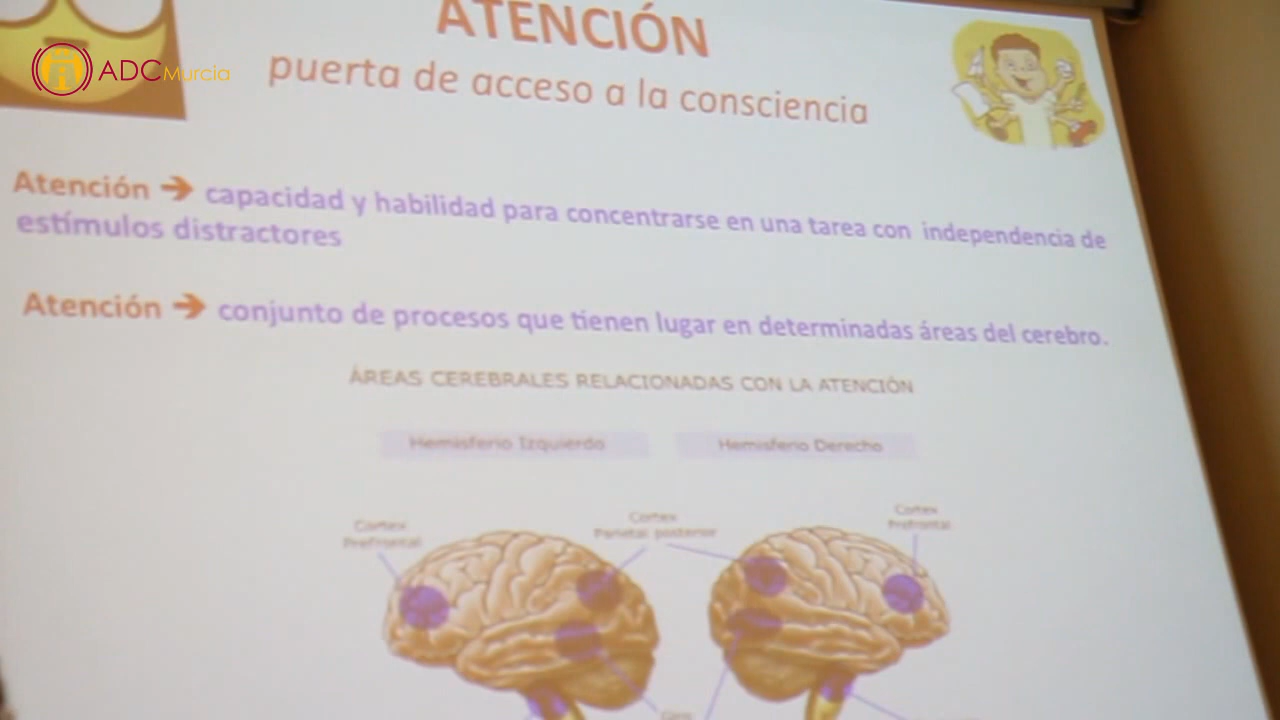 ATENCIÓN
puerta de acceso a la consciencia
ADCMurcia
Atención ➔ capacidad y habilidad para concentrarse en una tarea con independencia de
estímulos distractores
Atención ➔ conjunto de procesos que tienen lugar en determinadas áreas del cerebro.
ÁREAS CEREBRALES RELACIONADAS CON LA ATENCIÓN
Hemisferio Izquierdo
Hemisferio Derecho
Cortex
Prefrontal
Cortex
Parietal posterior
Cortex
Prefrontal